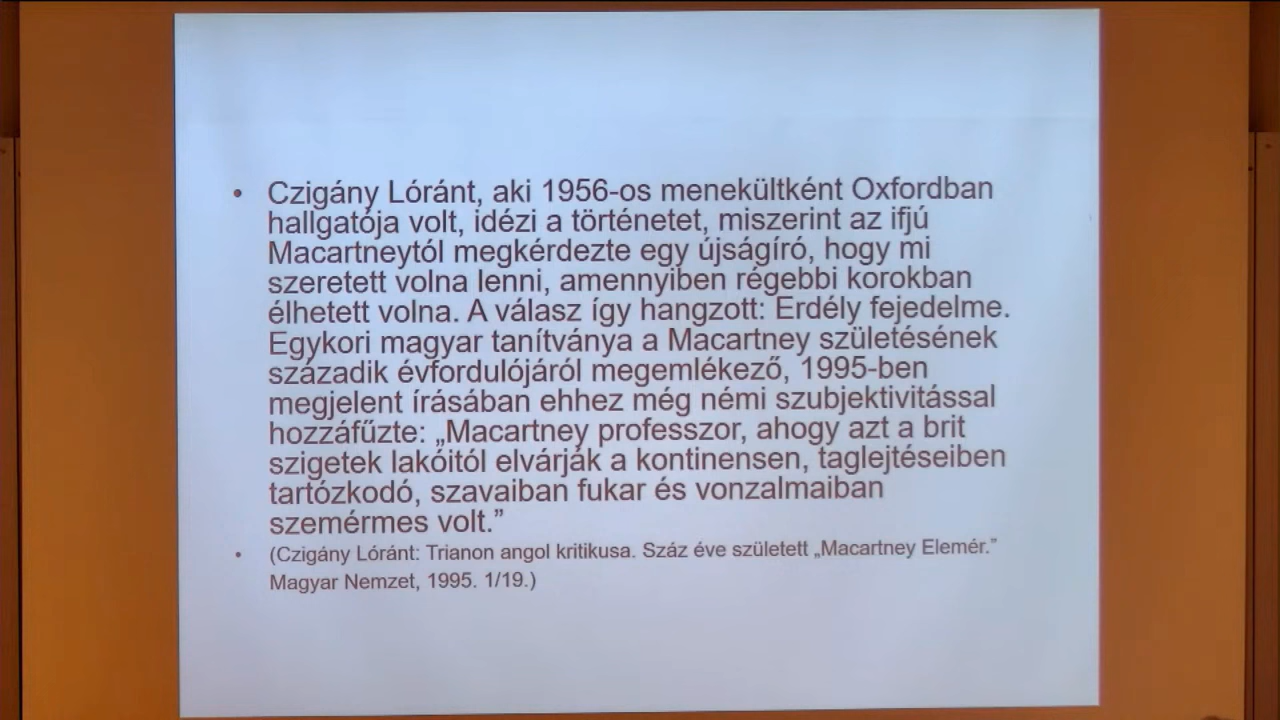 • Czigány Lóránt, aki 1956-os menekültként Oxfordban
hallgatója volt, idézi a történetet, miszerint az ifjú
Macartneytól megkérdezte egy újságíró, hogy mi
szeretett volna lenni, amennyiben régebbi korokban
élhetett volna. A válasz így hangzott: Erdély fejedelme.
Egykori magyar tanítványa a Macartney születésének
századik évfordulójáról megemlékező, 1995-ben
megjelent írásában ehhez még némi szubjektivitással
hozzáfűzte: „Macartney professzor, ahogy azt a brit
szigetek lakóitól elvárják a kontinensen, taglejtéseiben
tartózkodó, szavaiban fukar és vonzalmaiban
szemérmes volt.”
• (Czigány Lóránt: Trianon angol kritikusa. Száz éve született „Macartney Elemér.”
Magyar Nemzet, 1995. 1/19.)